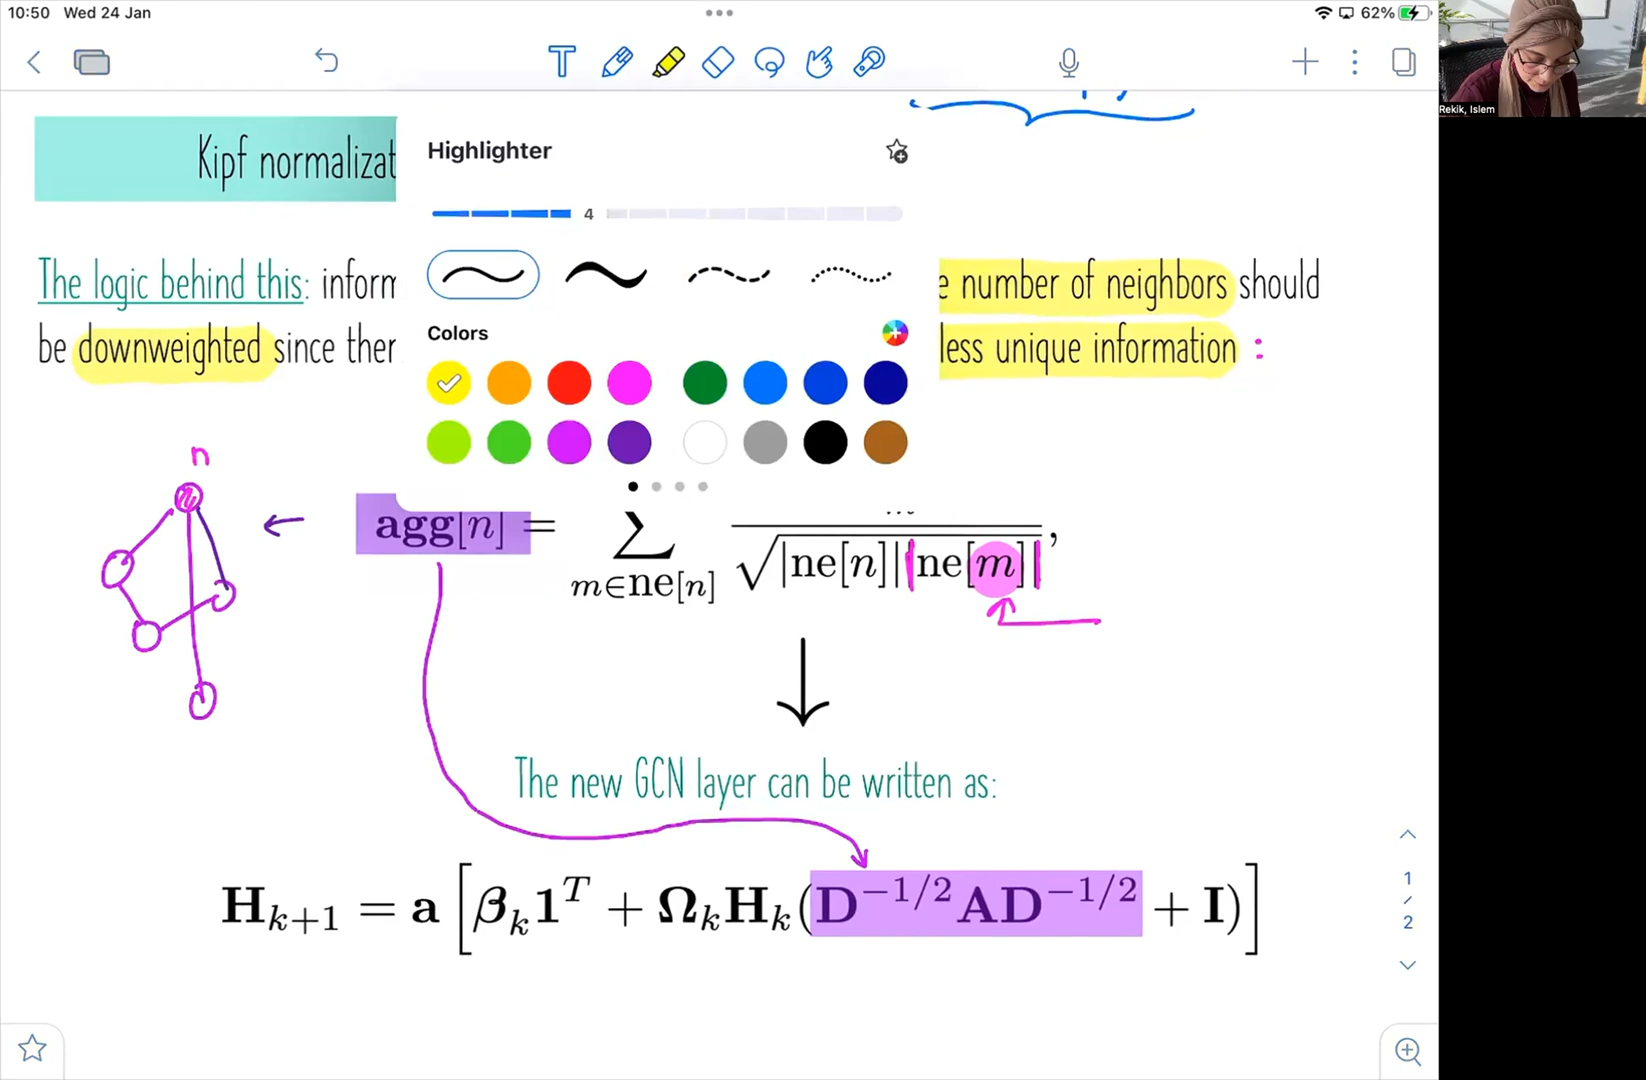 10:50 Wed 24 Jan
62%
Rekik, Islem
Kipf normalizat
Highlighter
4
The logic behind this: inform
e number of neighbors should
be downweighted since ther
less unique information :
Colors
n
agg[n] = ∑ m∈ne[n] √|ne[n]||ne[m]| ,
The new GCN layer can be written as:
H_{k+1} = a [β_k 1^T + Ω_k H_k (D^{-1/2} A D^{-1/2} + I)]
1
/
2